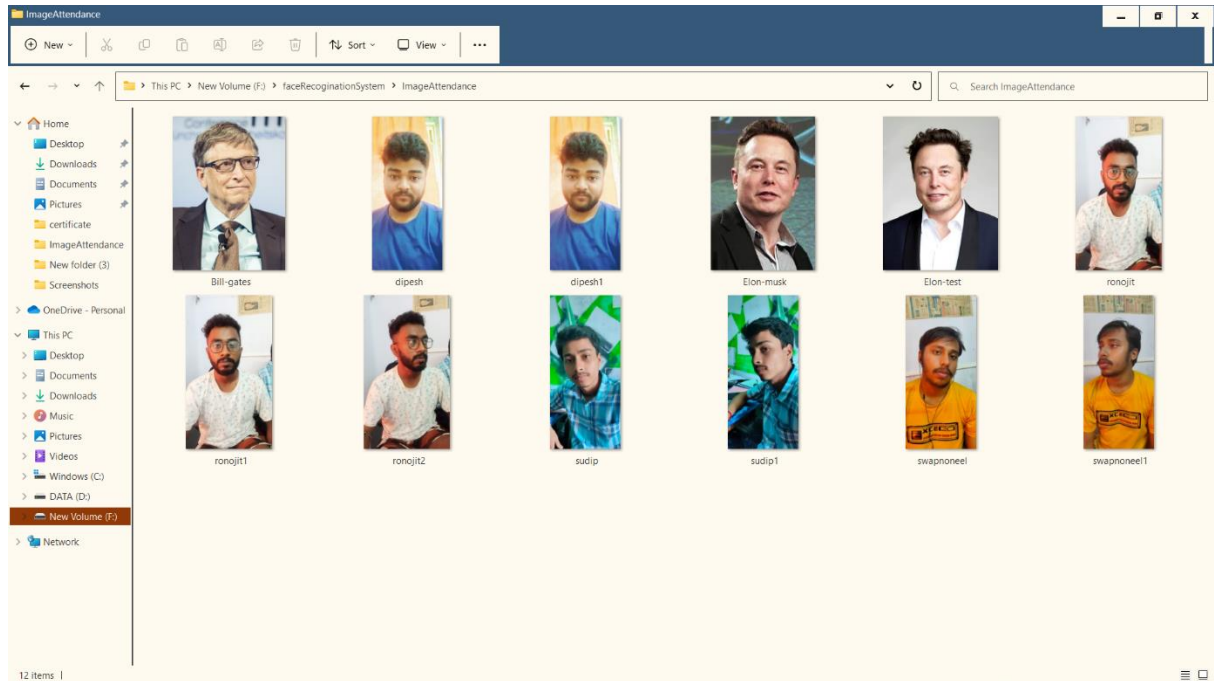 ImageAttendance
New
Sort
View
This PC > New Volume (F:) > faceRecoginationSystem > ImageAttendance
Search ImageAttendance
Home
Desktop
Downloads
Documents
Pictures
certificate
ImageAttendance
New folder (3)
Screenshots
OneDrive - Personal
This PC
Desktop
Documents
Downloads
Music
Pictures
Videos
Windows (C:)
DATA (D:)
New Volume (F:)
Network
Bill-gates
dipesh
dipesh1
Elon-musk
Elon-test
ronojit
ronojit1
ronojit2
sudip
sudip1
swapnoneel
swapnoneel1
12 items